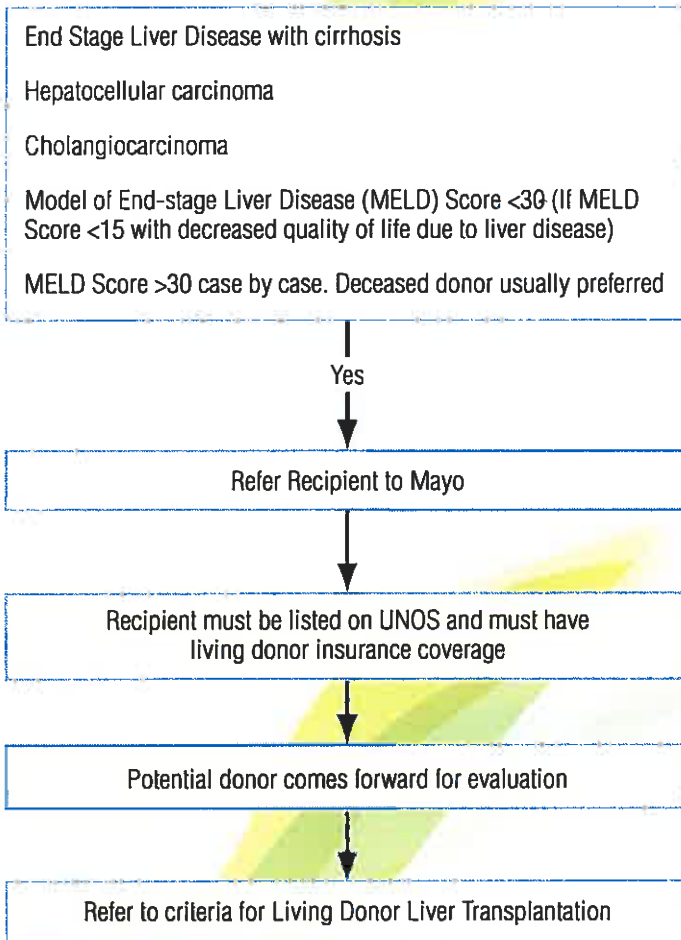 End Stage Liver Disease with cirrhosis
Hepatocellular carcinoma
Cholangiocarcinoma
Model of End-stage Liver Disease (MELD) Score <30 (If MELD
Score <15 with decreased quality of life due to liver disease)
MELD Score >30 case by case. Deceased donor usually preferred
Yes
Refer Recipient to Mayo
Recipient must be listed on UNOS and must have
living donor insurance coverage
Potential donor comes forward for evaluation
Refer to criteria for Living Donor Liver Transplantation